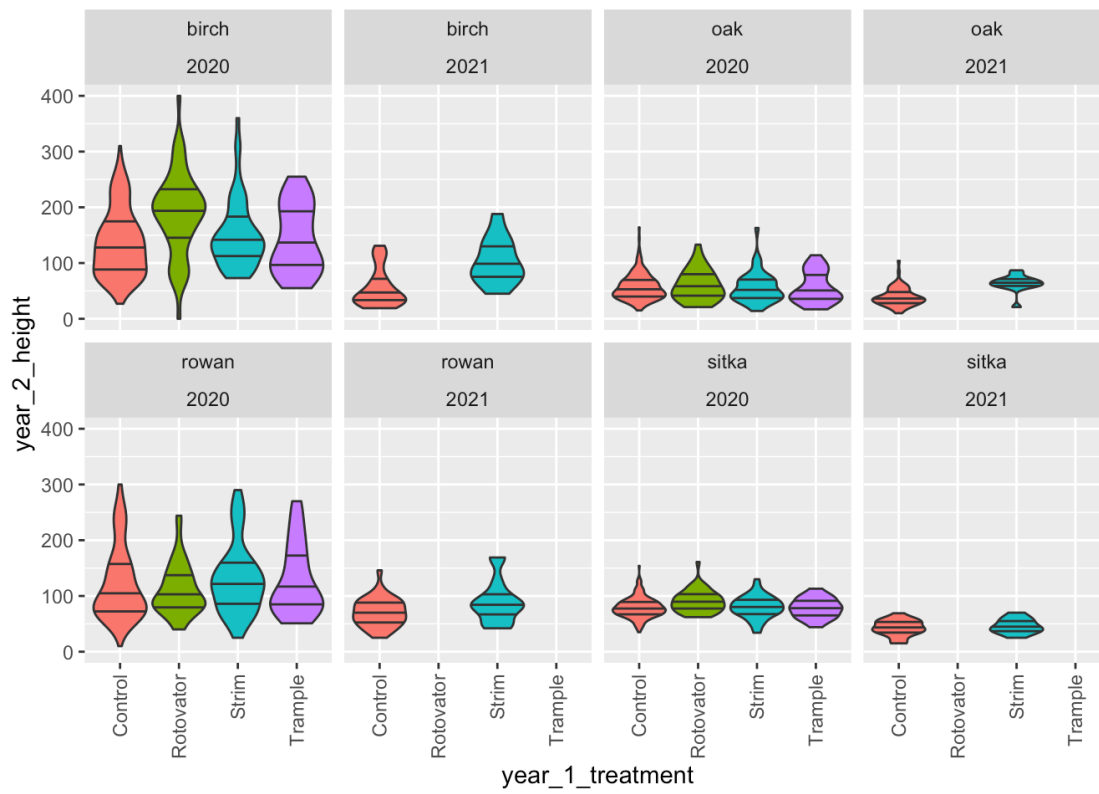 birch birch oak oak
2020 2021 2020 2021
400
300
200
100
0
rowan rowan sitka sitka
2020 2021 2020 2021
400
300
200
100
0
year_2_height
Control Rotovator Strim Trample Control Rotovator Strim Trample Control Rotovator Strim Trample Control Rotovator Strim Trample
year_1_treatment